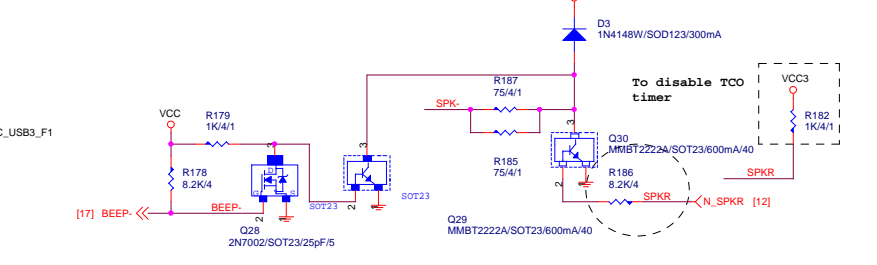 D3
1N4148W/SOD123/300mA
R187
75/4/1
SPK-
To disable TCO
timer
VCC3
R182
1K/4/1
VCC
R179
1K/4/1
C_USB3_F1
3
3
3
Q30
MMBT2222A/SOT23/600mA/40
R178
8.2K/4
D
G
S
R185
75/4/1
R186
8.2K/4
SPKR
SPKR
2
SOT23
SOT23
N_SPKR [12]
[17] BEEP-
BEEP-
2
2
Q28
2N7002/SOT23/25pF/5
Q29
MMBT2222A/SOT23/600mA/40